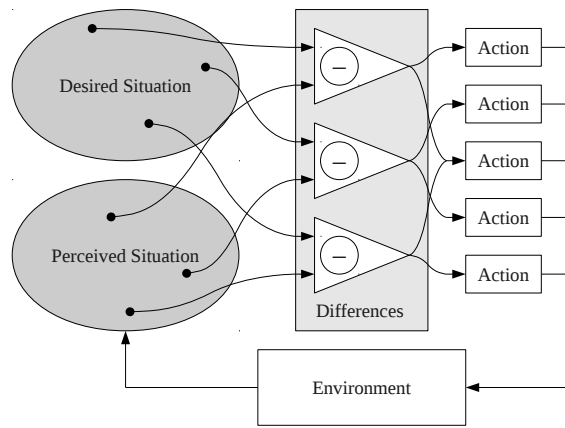 Desired Situation
Perceived Situation
−
−
−
Differences
Action
Action
Action
Action
Action
Environment